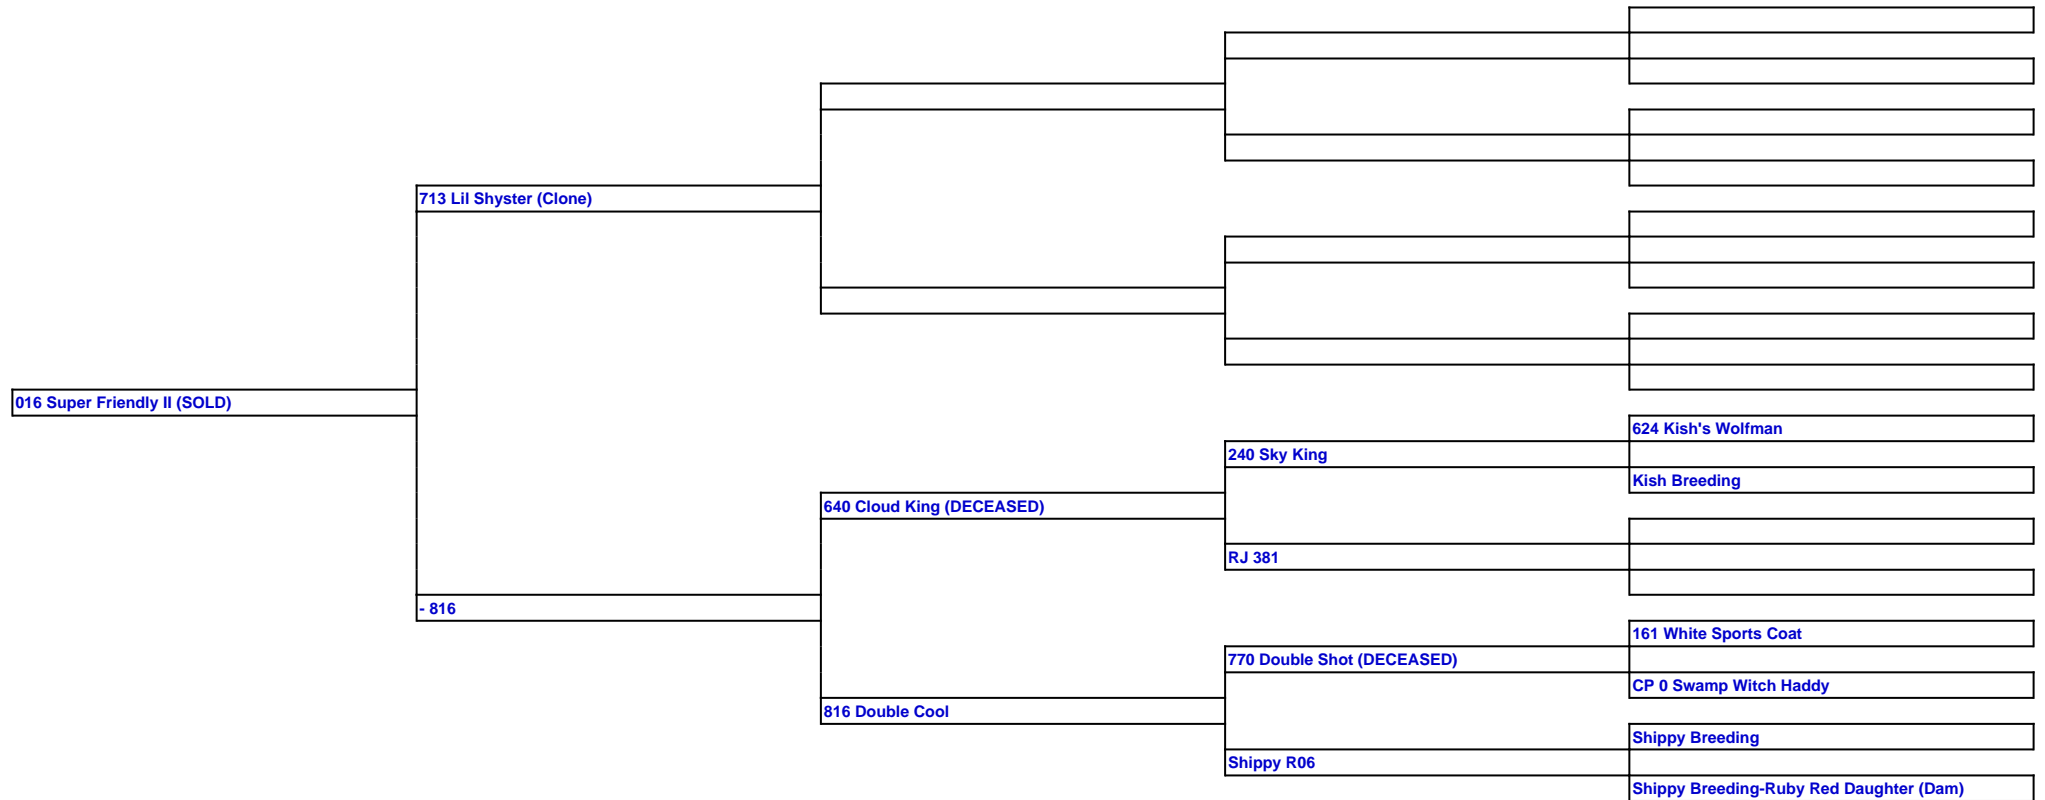 713 Lil Shyster (Clone)
016 Super Friendly II (SOLD)
624 Kish's Wolfman
240 Sky King
Kish Breeding
640 Cloud King (DECEASED)
RJ 381
- 816
161 White Sports Coat
770 Double Shot (DECEASED)
CP 0 Swamp Witch Haddy
816 Double Cool
Shippy Breeding
Shippy R06
Shippy Breeding-Ruby Red Daughter (Dam)